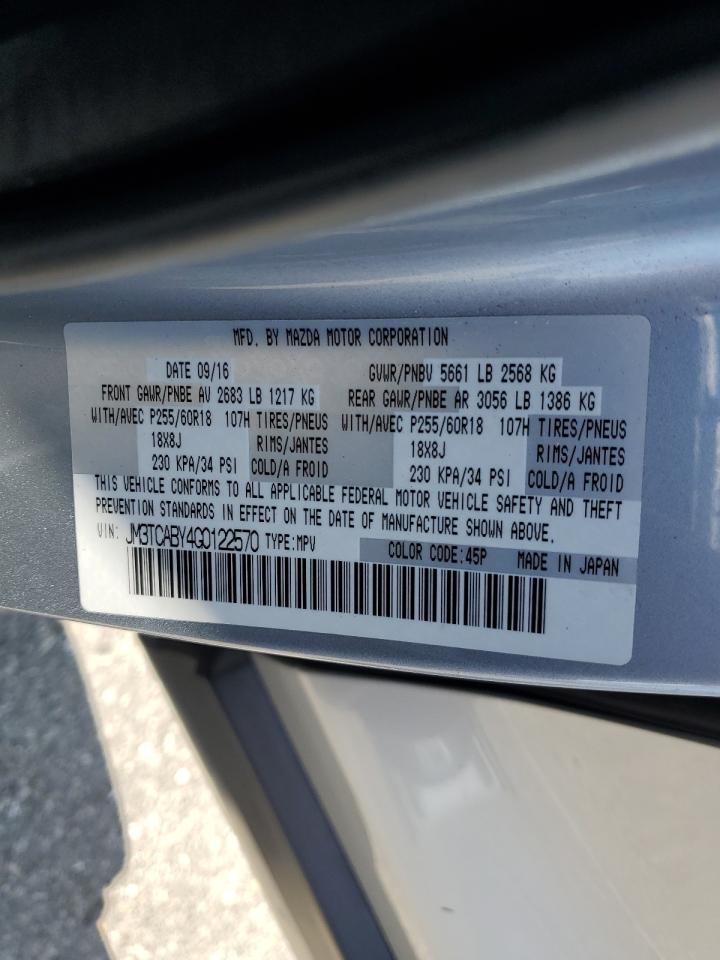 MFD. BY MAZDA MOTOR CORPORATION
DATE 09/16 GVWR/PNBV 5661 LB 2568 KG
FRONT GAWR/PNBE AV 2683 LB 1217 KG REAR GAWR/PNBE AR 3056 LB 1386 KG
WITH/AVEC P255/60R18 107H TIRES/PNEUS WITH/AVEC P255/60R18 107H TIRES/PNEUS
18X8J RIMS/JANTES 18X8J RIMS/JANTES
230 KPA/34 PSI COLD/A FROID 230 KPA/34 PSI COLD/A FROID
THIS VEHICLE CONFORMS TO ALL APPLICABLE FEDERAL MOTOR VEHICLE SAFETY AND THEFT
PREVENTION STANDARDS IN EFFECT ON THE DATE OF MANUFACTURE SHOWN ABOVE.
VIN: JM3TCABY4G0122570 TYPE:MPV COLOR CODE:45P MADE IN JAPAN